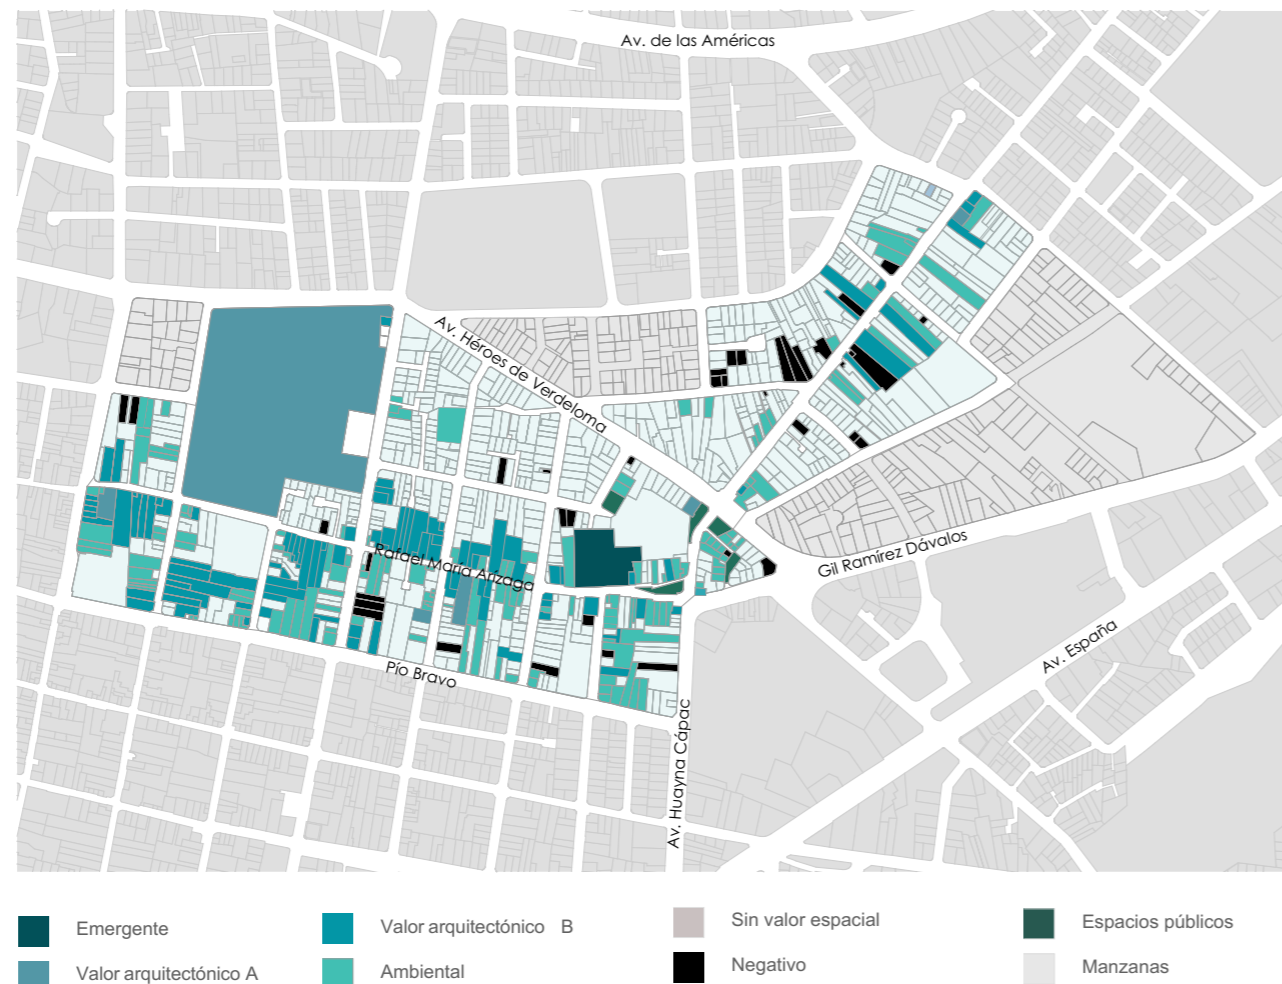 Av. de las Américas
Av. Héroes de Verdeloma
Rafael María Arízaga
Gil Ramírez Dávalos
Av. España
Pío Bravo
Av. Huayna Cápac
Emergente
Valor arquitectónico B
Sin valor espacial
Espacios públicos
Valor arquitectónico A
Ambiental
Negativo
Manzanas